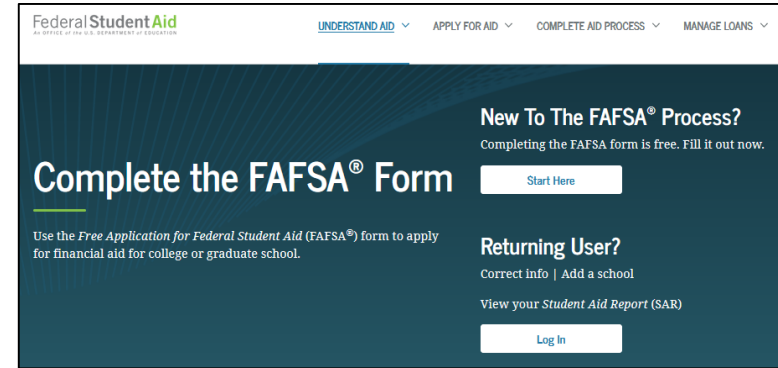 Federal Student Aid
An OFFICE of the U.S. DEPARTMENT of EDUCATION
UNDERSTAND AID
APPLY FOR AID
COMPLETE AID PROCESS
MANAGE LOANS
Complete the FAFSA® Form
Use the Free Application for Federal Student Aid (FAFSA®) form to apply
for financial aid for college or graduate school.
New To The FAFSA® Process?
Completing the FAFSA form is free. Fill it out now.
Start Here
Returning User?
Correct info | Add a school
View your Student Aid Report (SAR)
Log In